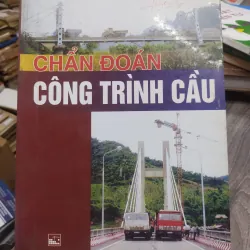 CHẨN ĐOÁN
CÔNG TRÌNH CẦU